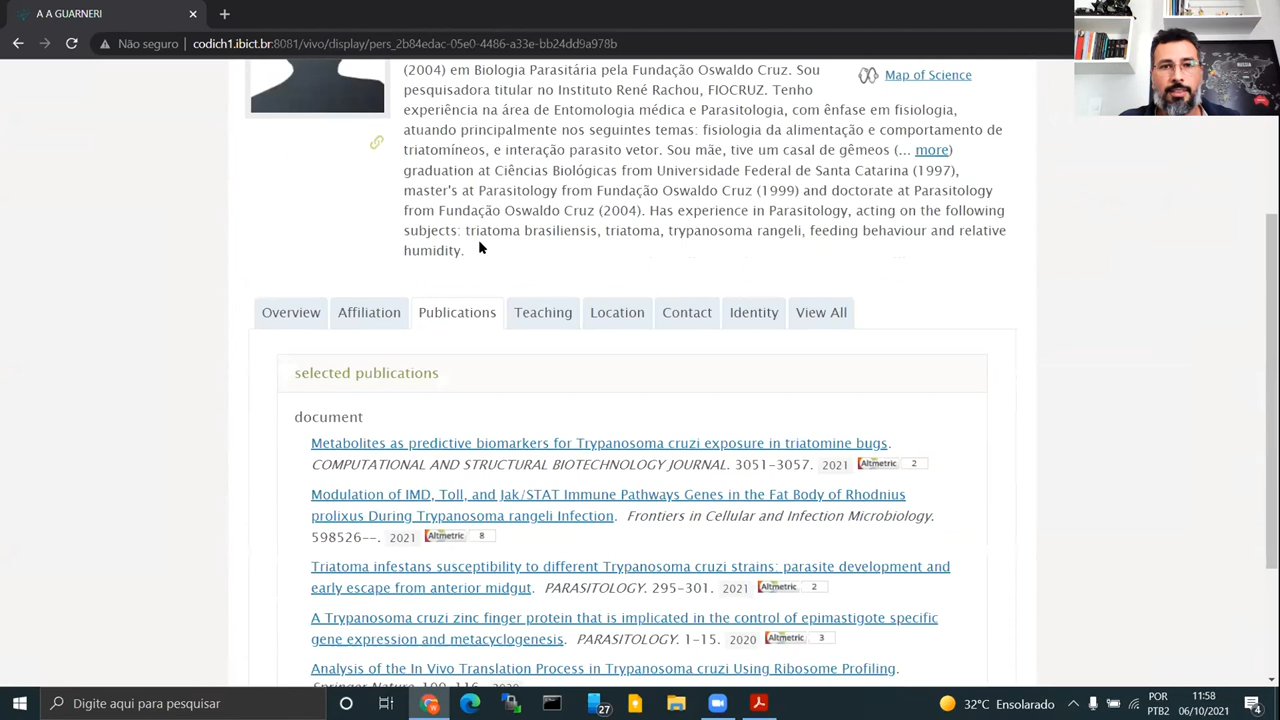 A A GUARNERI
Não seguro
codich1.ibict.br:8081/vivo/display/pers_2b84edac-05e0-4486-a33e-bb24dd9a978b
(2004) em Biologia Parasitária pela Fundação Oswaldo Cruz. Sou
Map of Science
pesquisadora titular no Instituto René Rachou, FIOCRUZ. Tenho
experiência na área de Entomologia médica e Parasitologia, com ênfase em fisiologia,
atuando principalmente nos seguintes temas: fisiologia da alimentação e comportamento de
triatomíneos, e interação parasito vetor. Sou mãe, tive um casal de gêmeos (... more)
graduation at Ciências Biológicas from Universidade Federal de Santa Catarina (1997),
master's at Parasitology from Fundação Oswaldo Cruz (1999) and doctorate at Parasitology
from Fundação Oswaldo Cruz (2004). Has experience in Parasitology, acting on the following
subjects: triatoma brasiliensis, triatoma, trypanosoma rangeli, feeding behaviour and relative
humidity.
Overview Affiliation Publications Teaching Location Contact Identity View All
selected publications
document
Metabolites as predictive biomarkers for Trypanosoma cruzi exposure in triatomine bugs.
COMPUTATIONAL AND STRUCTURAL BIOTECHNOLOGY JOURNAL. 3051-3057. 2021 Altmetric 2
Modulation of IMD, Toll, and Jak/STAT Immune Pathways Genes in the Fat Body of Rhodnius
prolixus During Trypanosoma rangeli Infection. Frontiers in Cellular and Infection Microbiology.
598526--. 2021 Altmetric 8
Triatoma infestans susceptibility to different Trypanosoma cruzi strains: parasite development and
early escape from anterior midgut. PARASITOLOGY. 295-301. 2021 Altmetric 2
A Trypanosoma cruzi zinc finger protein that is implicated in the control of epimastigote specific
gene expression and metacyclogenesis. PARASITOLOGY. 1-15. 2020 Altmetric 3
Analysis of the In Vivo Translation Process in Trypanosoma cruzi Using Ribosome Profiling.
Springer Nature. 100-116. 2020
Digite aqui para pesquisar
27
32°C Ensolarado
POR
PTB2
11:58
06/10/2021
4